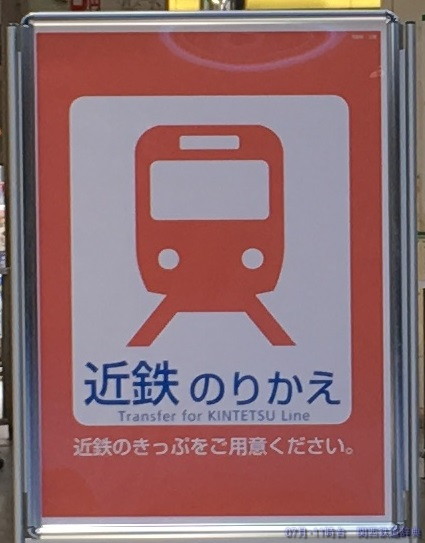 近鉄 のりかえ
Transfer for KINTETSU Line
近鉄のきっぷをご用意ください。